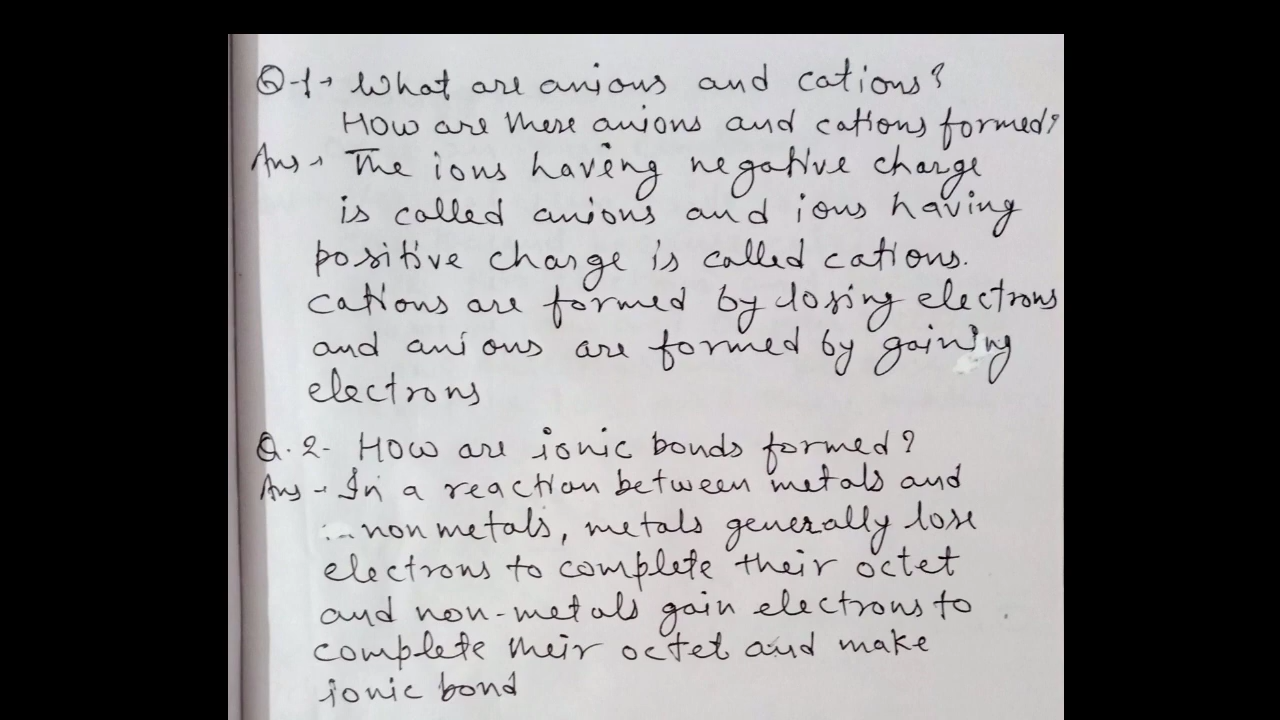 Q-1→ What are anions and cations?
How are these anions and cations formed?
Ans→ The ions having negative charge
is called anions and ions having
positive charge is called cations.
Cations are formed by losing electrons
and anions are formed by gaining
electrons
Q.2- How are ionic bonds formed?
Ans- In a reaction between metals and
non metals, metals generally lose
electrons to complete their octet
and non-metals gain electrons to
complete their octet and make
ionic bond